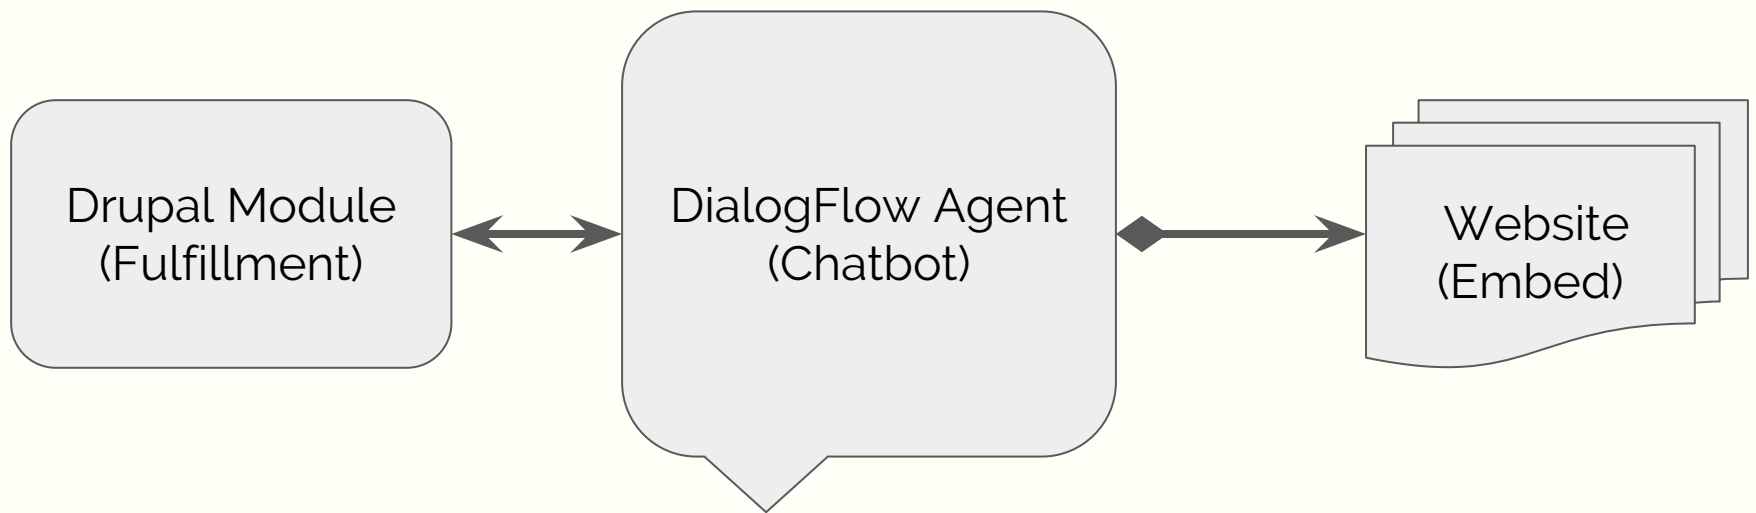 Drupal Module
(Fulfillment)
DialogFlow Agent
(Chatbot)
Website
(Embed)